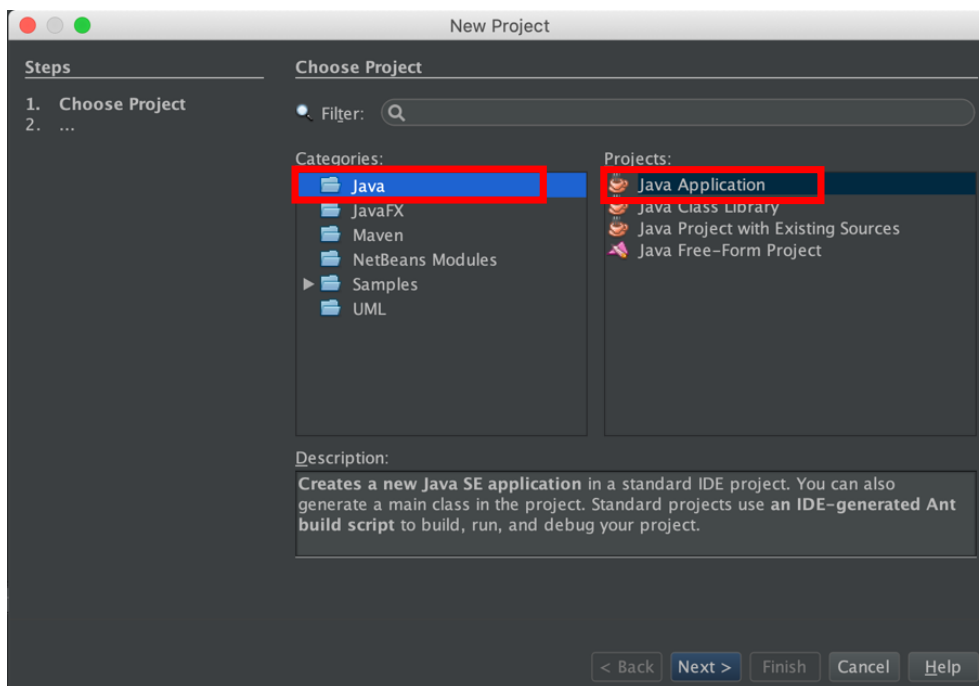 New Project
Steps
1. Choose Project
2. ...
Choose Project
Filter:
Categories:
Java
JavaFX
Maven
NetBeans Modules
Samples
UML
Projects:
Java Application
Java Class Library
Java Project with Existing Sources
Java Free-Form Project
Description:
Creates a new Java SE application in a standard IDE project. You can also
generate a main class in the project. Standard projects use an IDE-generated Ant
build script to build, run, and debug your project.
< Back
Next >
Finish
Cancel
Help